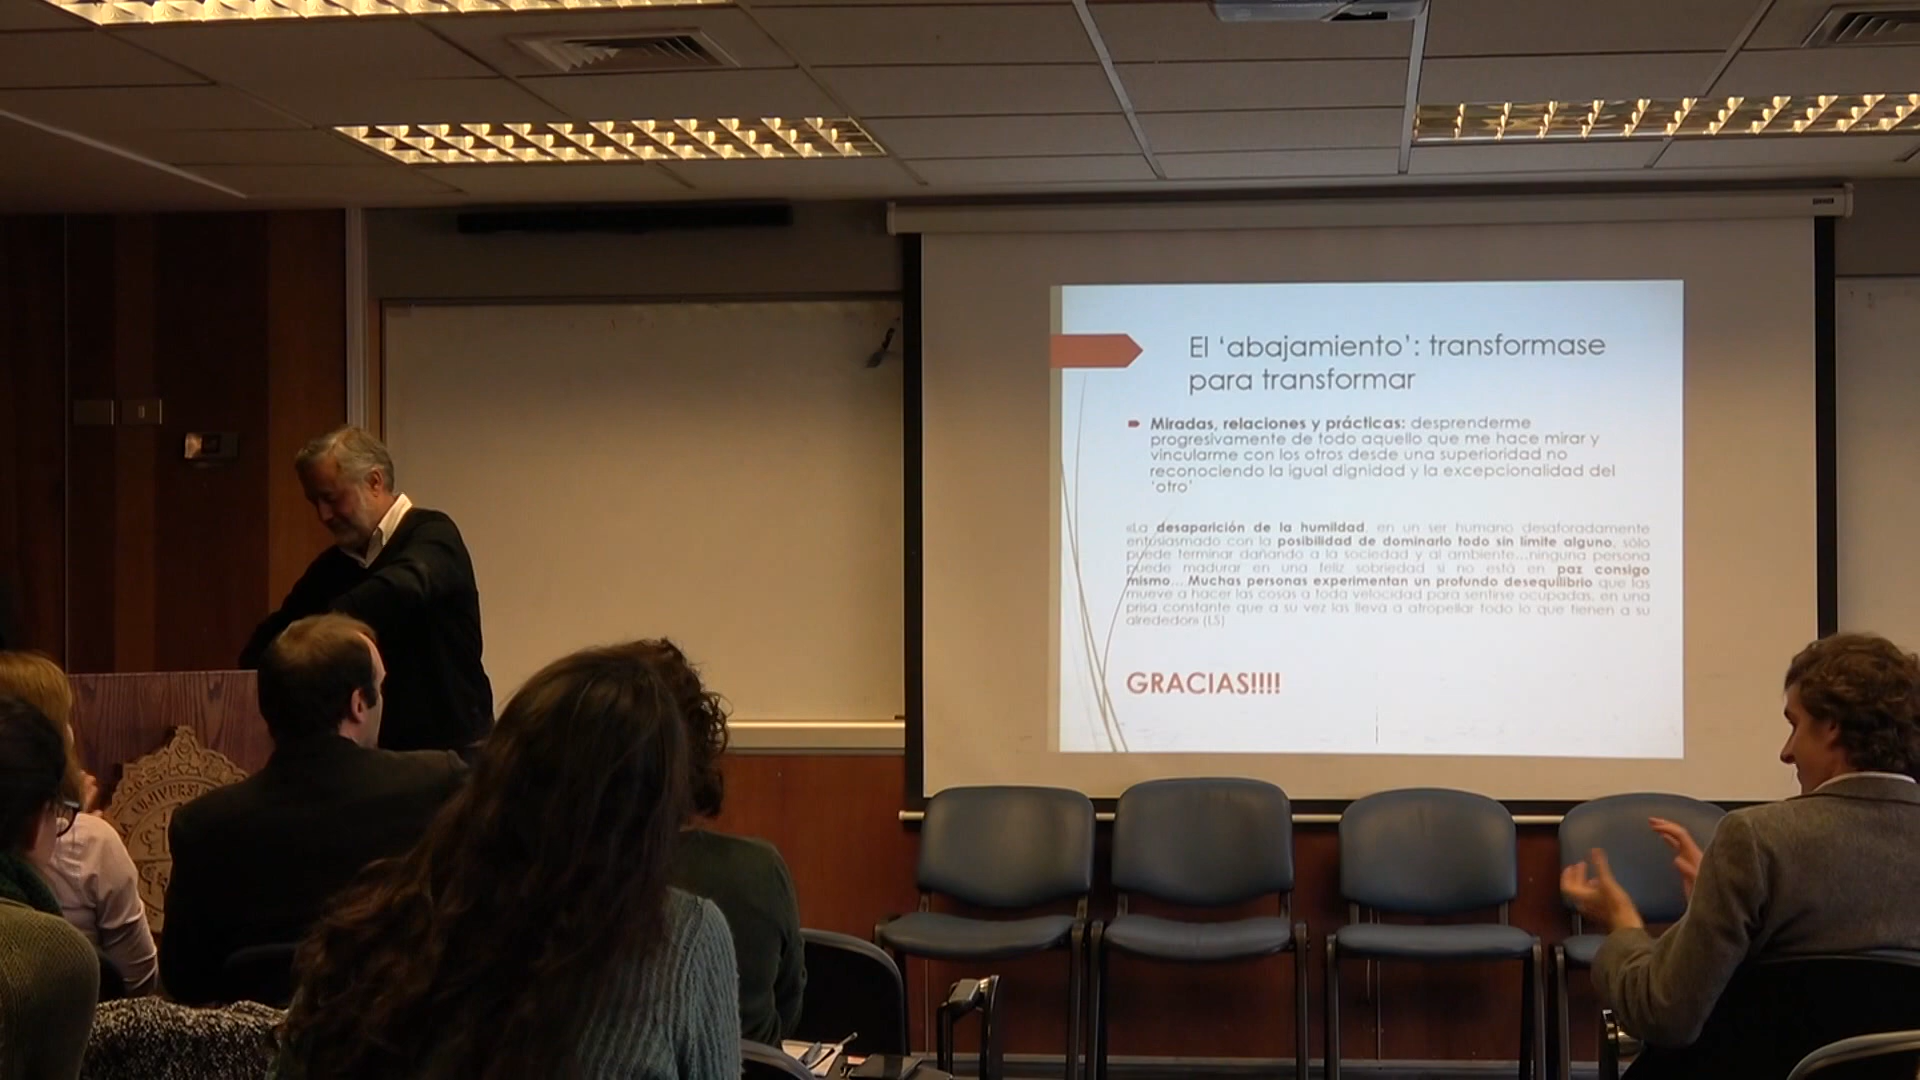 El ‘abajamiento’: transformase
para transformar
Miradas, relaciones y prácticas: desprenderme
progresivamente de todo aquello que me hace mirar y
vincularme con los otros desde una superioridad no
reconociendo la igual dignidad y la excepcionalidad del
‘otro’
«La desaparición de la humildad, en un ser humano desaforadamente
entusiasmado con la posibilidad de dominarlo todo sin límite alguno, sólo
puede terminar dañando a la sociedad y al ambiente…ninguna persona
puede madurar en una feliz sobriedad si no está en paz consigo
mismo…Muchas personas experimentan un profundo desequilibrio que las
mueve a hacer las cosas a toda velocidad para sentirse ocupadas, en una
prisa constante que a su vez las lleva a atropellar todo lo que tienen a su
alrededor» (LS)
GRACIAS!!!!